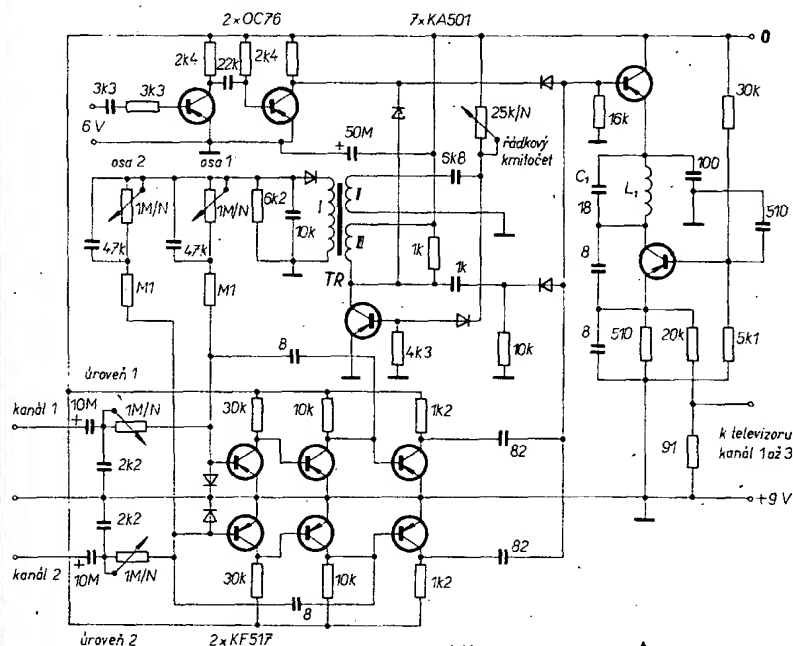 2×OC76
7×KA501
0
2k4
22k
2k4
3k3
3k3
6 V
50M
+
25k/N
řádkový
kmitočet
16k
30k
C₁
18
L₁
100
510
osa 2
osa 1
1M/N
1M/N
6k2
10k
I
II
III
6k8
47k
47k
M1
M1
TR
1k
1k
8
8
4k3
10k
510
20k
5k1
8
úroveň 1
kanál 1
10M
+
1M/N
30k
10k
1k2
82
2k2
91
k televizoru
kanál 1 až 3
+9 V
2k2
kanál 2
+
10M
1M/N
30k
10k
1k2
82
8
úroveň 2
2×KF517